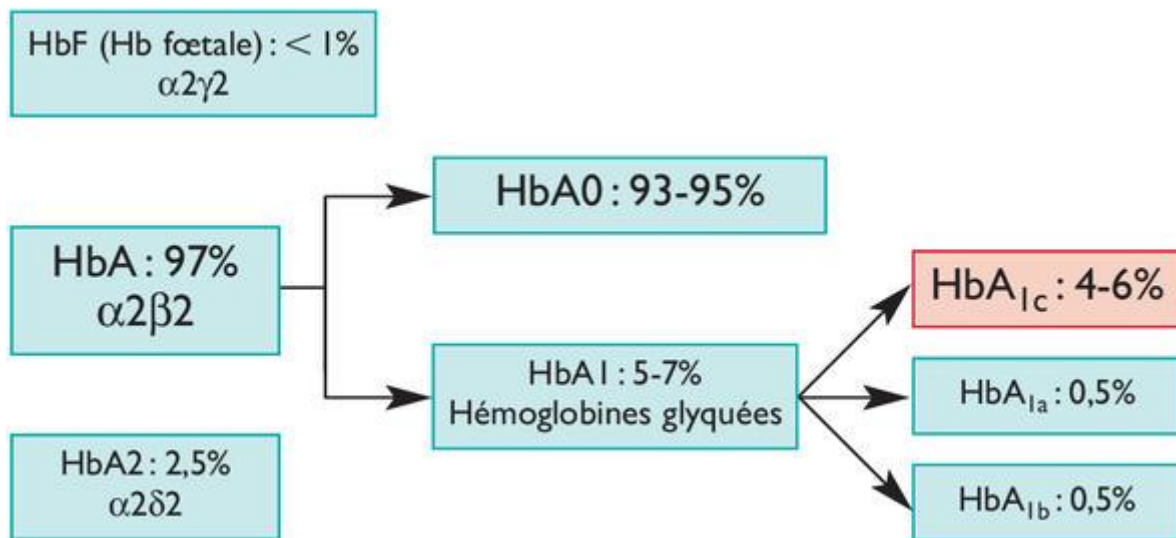 HbF (Hb fœtale) : < 1%
α2γ2
HbA : 97%
α2β2
HbA2 : 2,5%
α2δ2
HbA0 : 93-95%
HbA1 : 5-7%
Hémoglobines glyquées
HbA1c : 4-6%
HbA1a : 0,5%
HbA1b : 0,5%